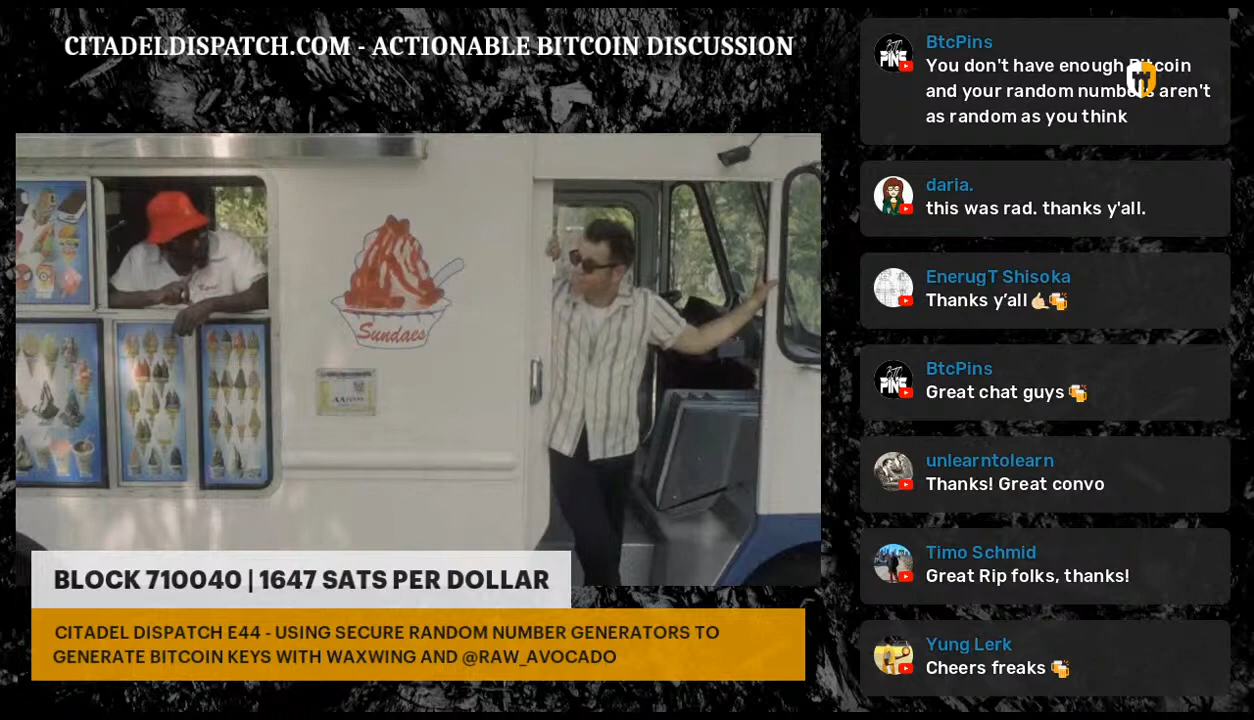 CITADELDISPATCH.COM - ACTIONABLE BITCOIN DISCUSSION
Sundaes
BLOCK 710040 | 1647 SATS PER DOLLAR
CITADEL DISPATCH E44 - USING SECURE RANDOM NUMBER GENERATORS TO
GENERATE BITCOIN KEYS WITH WAXWING AND @RAW_AVOCADO
BtcPins
You don't have enough Bitcoin
and your random numbers aren't
as random as you think
daria.
this was rad. thanks y'all.
EnerugT Shisoka
Thanks y’all🤙🏻🍻
BtcPins
Great chat guys 🍻
unlearntolearn
Thanks! Great convo
Timo Schmid
Great Rip folks, thanks!
Yung Lerk
Cheers freaks 🍻